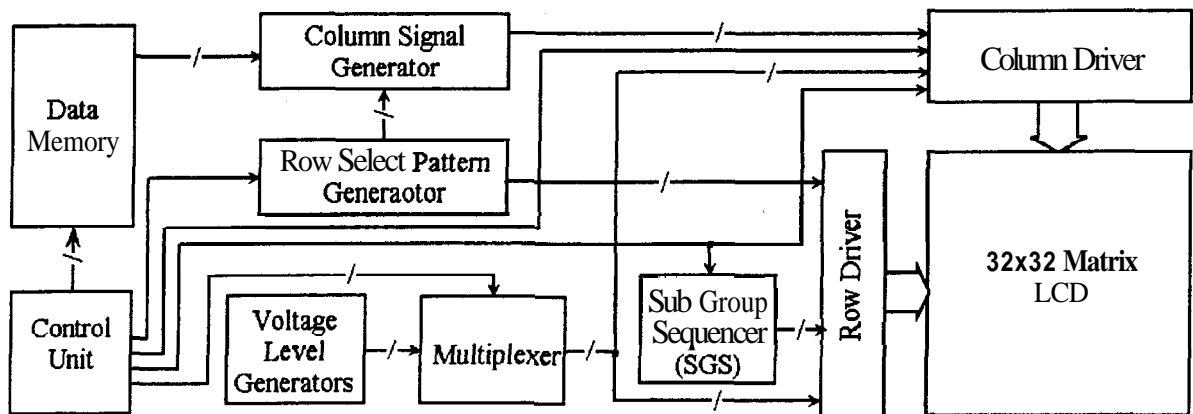 Column Signal
Generator
Column Driver
Data
Memory
Row Select Pattern
Generaotor
Row Driver
32x32 Matrix
LCD
Control
Unit
Voltage
Level
Generators
Multiplexer
Sub Group
Sequencer
(SGS)